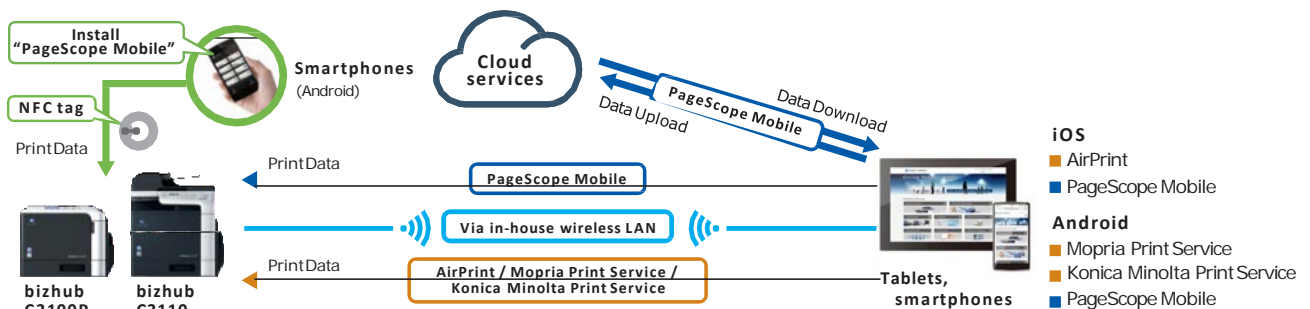 Install
“PageScope Mobile”
NFC tag
Print Data
Smartphones
(Android)
Cloud
services
PageScope Mobile
Data Download
Data Upload
Print Data
PageScope Mobile
Via in-house wireless LAN
Print Data
AirPrint / Mopria Print Service /
Konica Minolta Print Service
bizhub
bizhub
Tablets,
smartphones
iOS
AirPrint
PageScope Mobile
Android
Mopria Print Service
Konica Minolta Print Service
PageScope Mobile